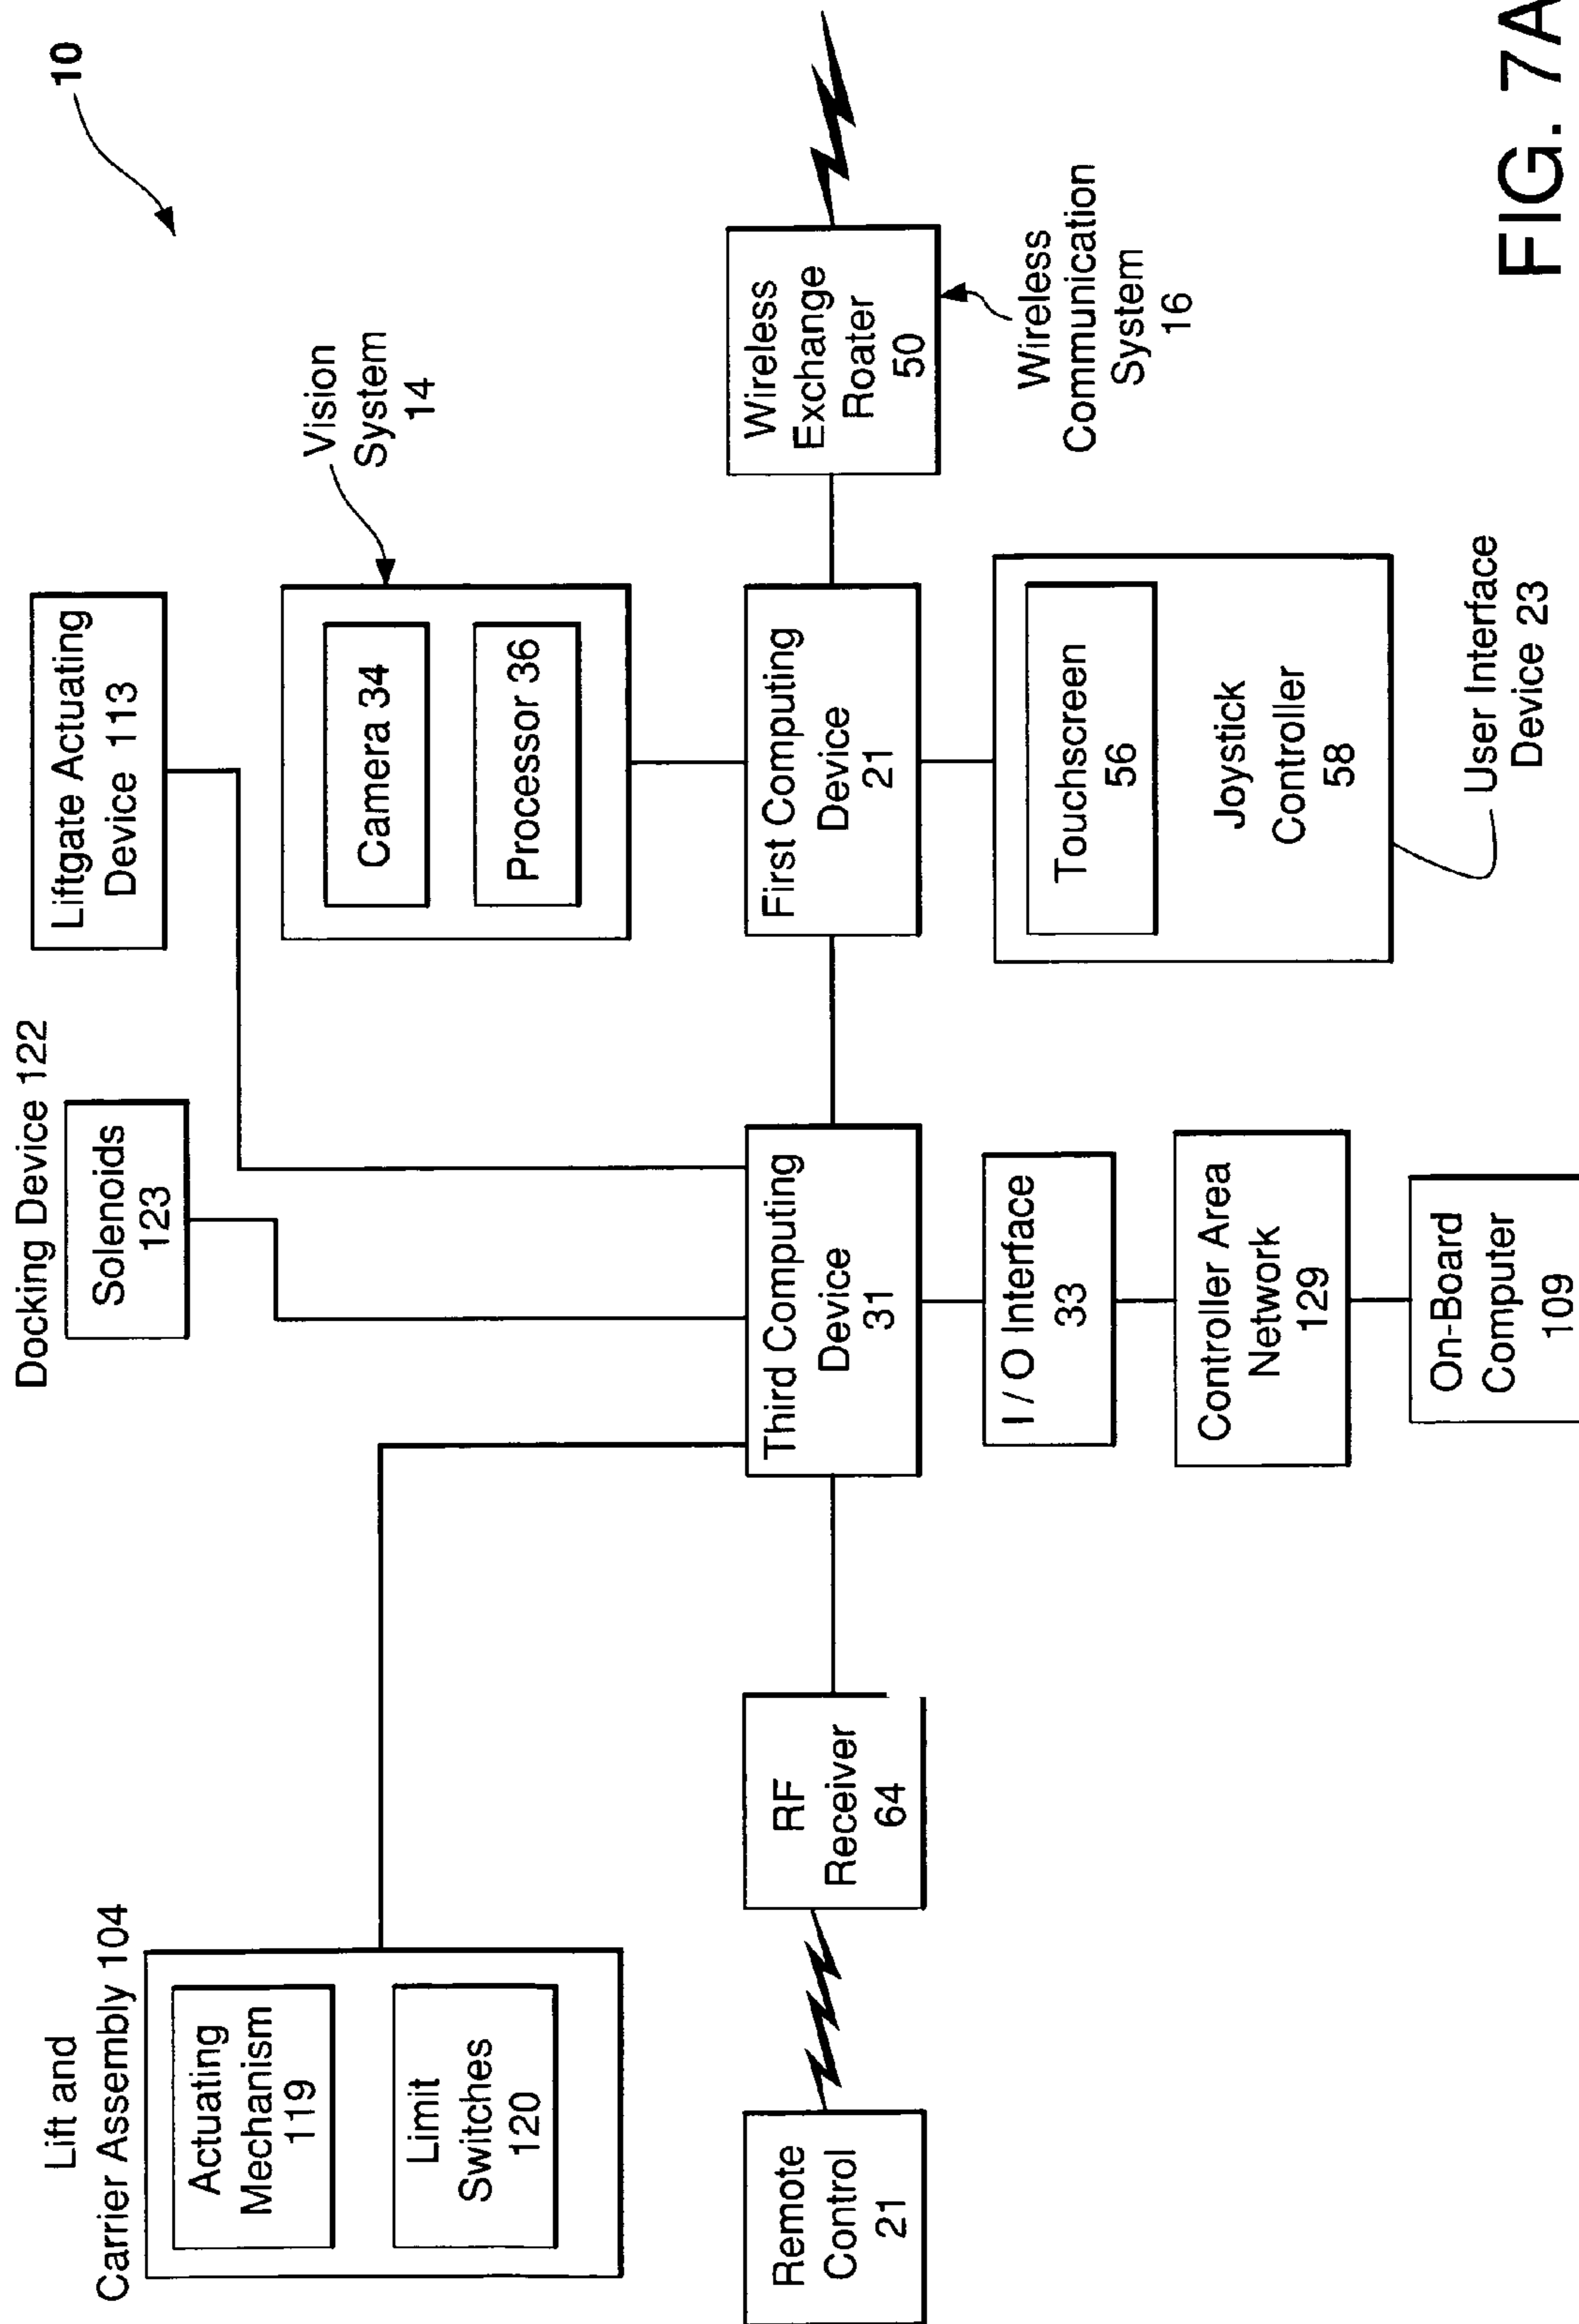 10
Lift and
Carrier Assembly 104
Actuating
Mechanism
119
Limit
Switches
120
Docking Device 122
Solenoids
123
Liftgate Actuating
Device 113
Vision
System
14
Camera 34
Processor 36
Remote
Control
21
RF
Receiver
64
Third Computing
Device
31
First Computing
Device
21
Wireless
Exchange
Roater
50
Wireless
Communication
System
16
I / O Interface
33
Controller Area
Network
129
On-Board
Computer
109
Touchscreen
56
Joystick
Controller
58
User Interface
Device 23
FIG. 7A